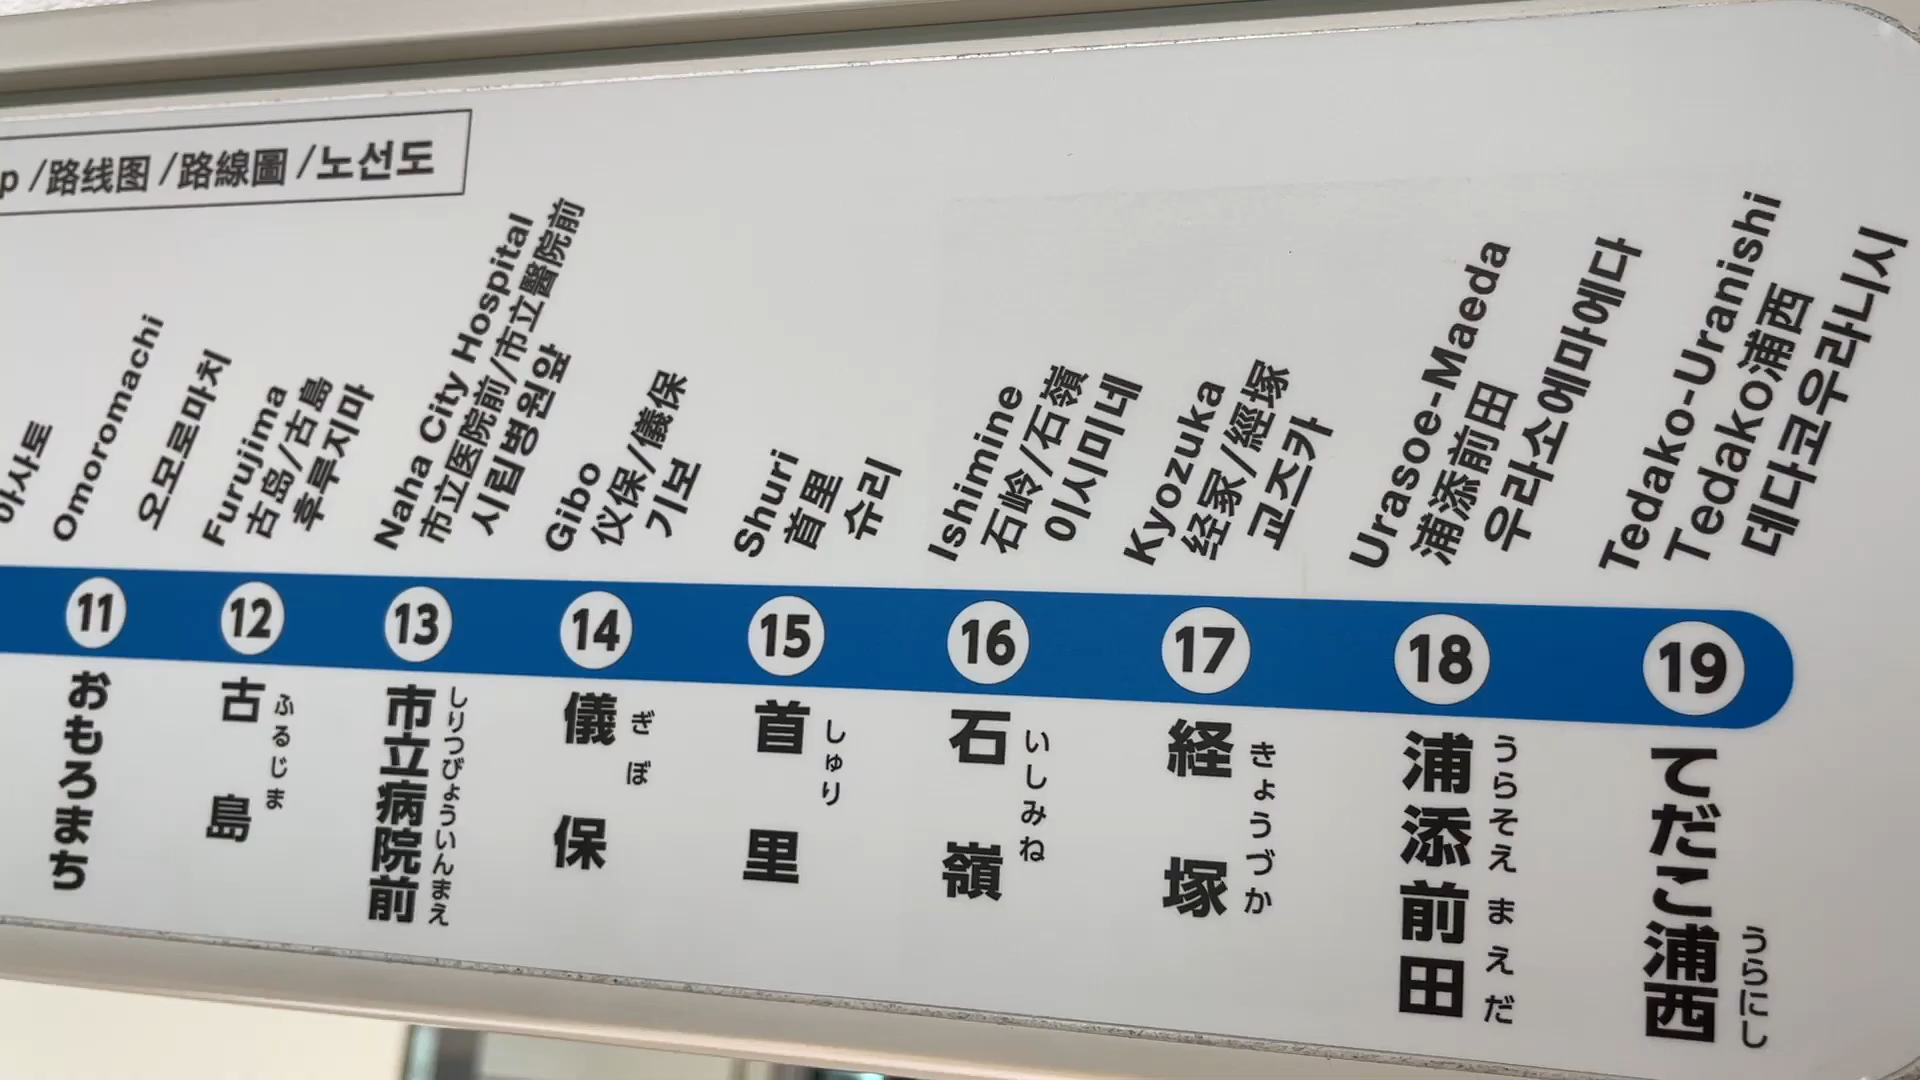 p /路线图 /路線圖 /노선도
아사토
Omoromachi
오모로마치
Furujima
古岛/古島
후루지마
Naha City Hospital
市立医院前/市立醫院前
시립병원앞
Gibo
仪保/儀保
기보
Shuri
首里
슈리
Ishimine
石岭/石嶺
이시미네
Kyozuka
经冢/經塚
교즈카
Urasoe-Maeda
浦添前田
우라소에마에다
Tedako-Uranishi
Tedako浦西
데다코우라니시
11
12
13
14
15
16
17
18
19
おもろまち
古島
ふるじま
市立病院前
しりつびょういんまえ
儀保
ぎぼ
首里
しゅり
石嶺
いしみね
経塚
きょうづか
浦添前田
うらそえまえだ
てだこ浦西
うらにし